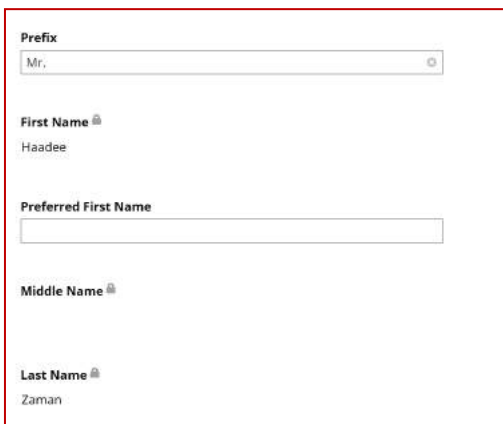 Prefix
Mr.
First Name
Haadee
Preferred First Name
Middle Name
Last Name
Zaman